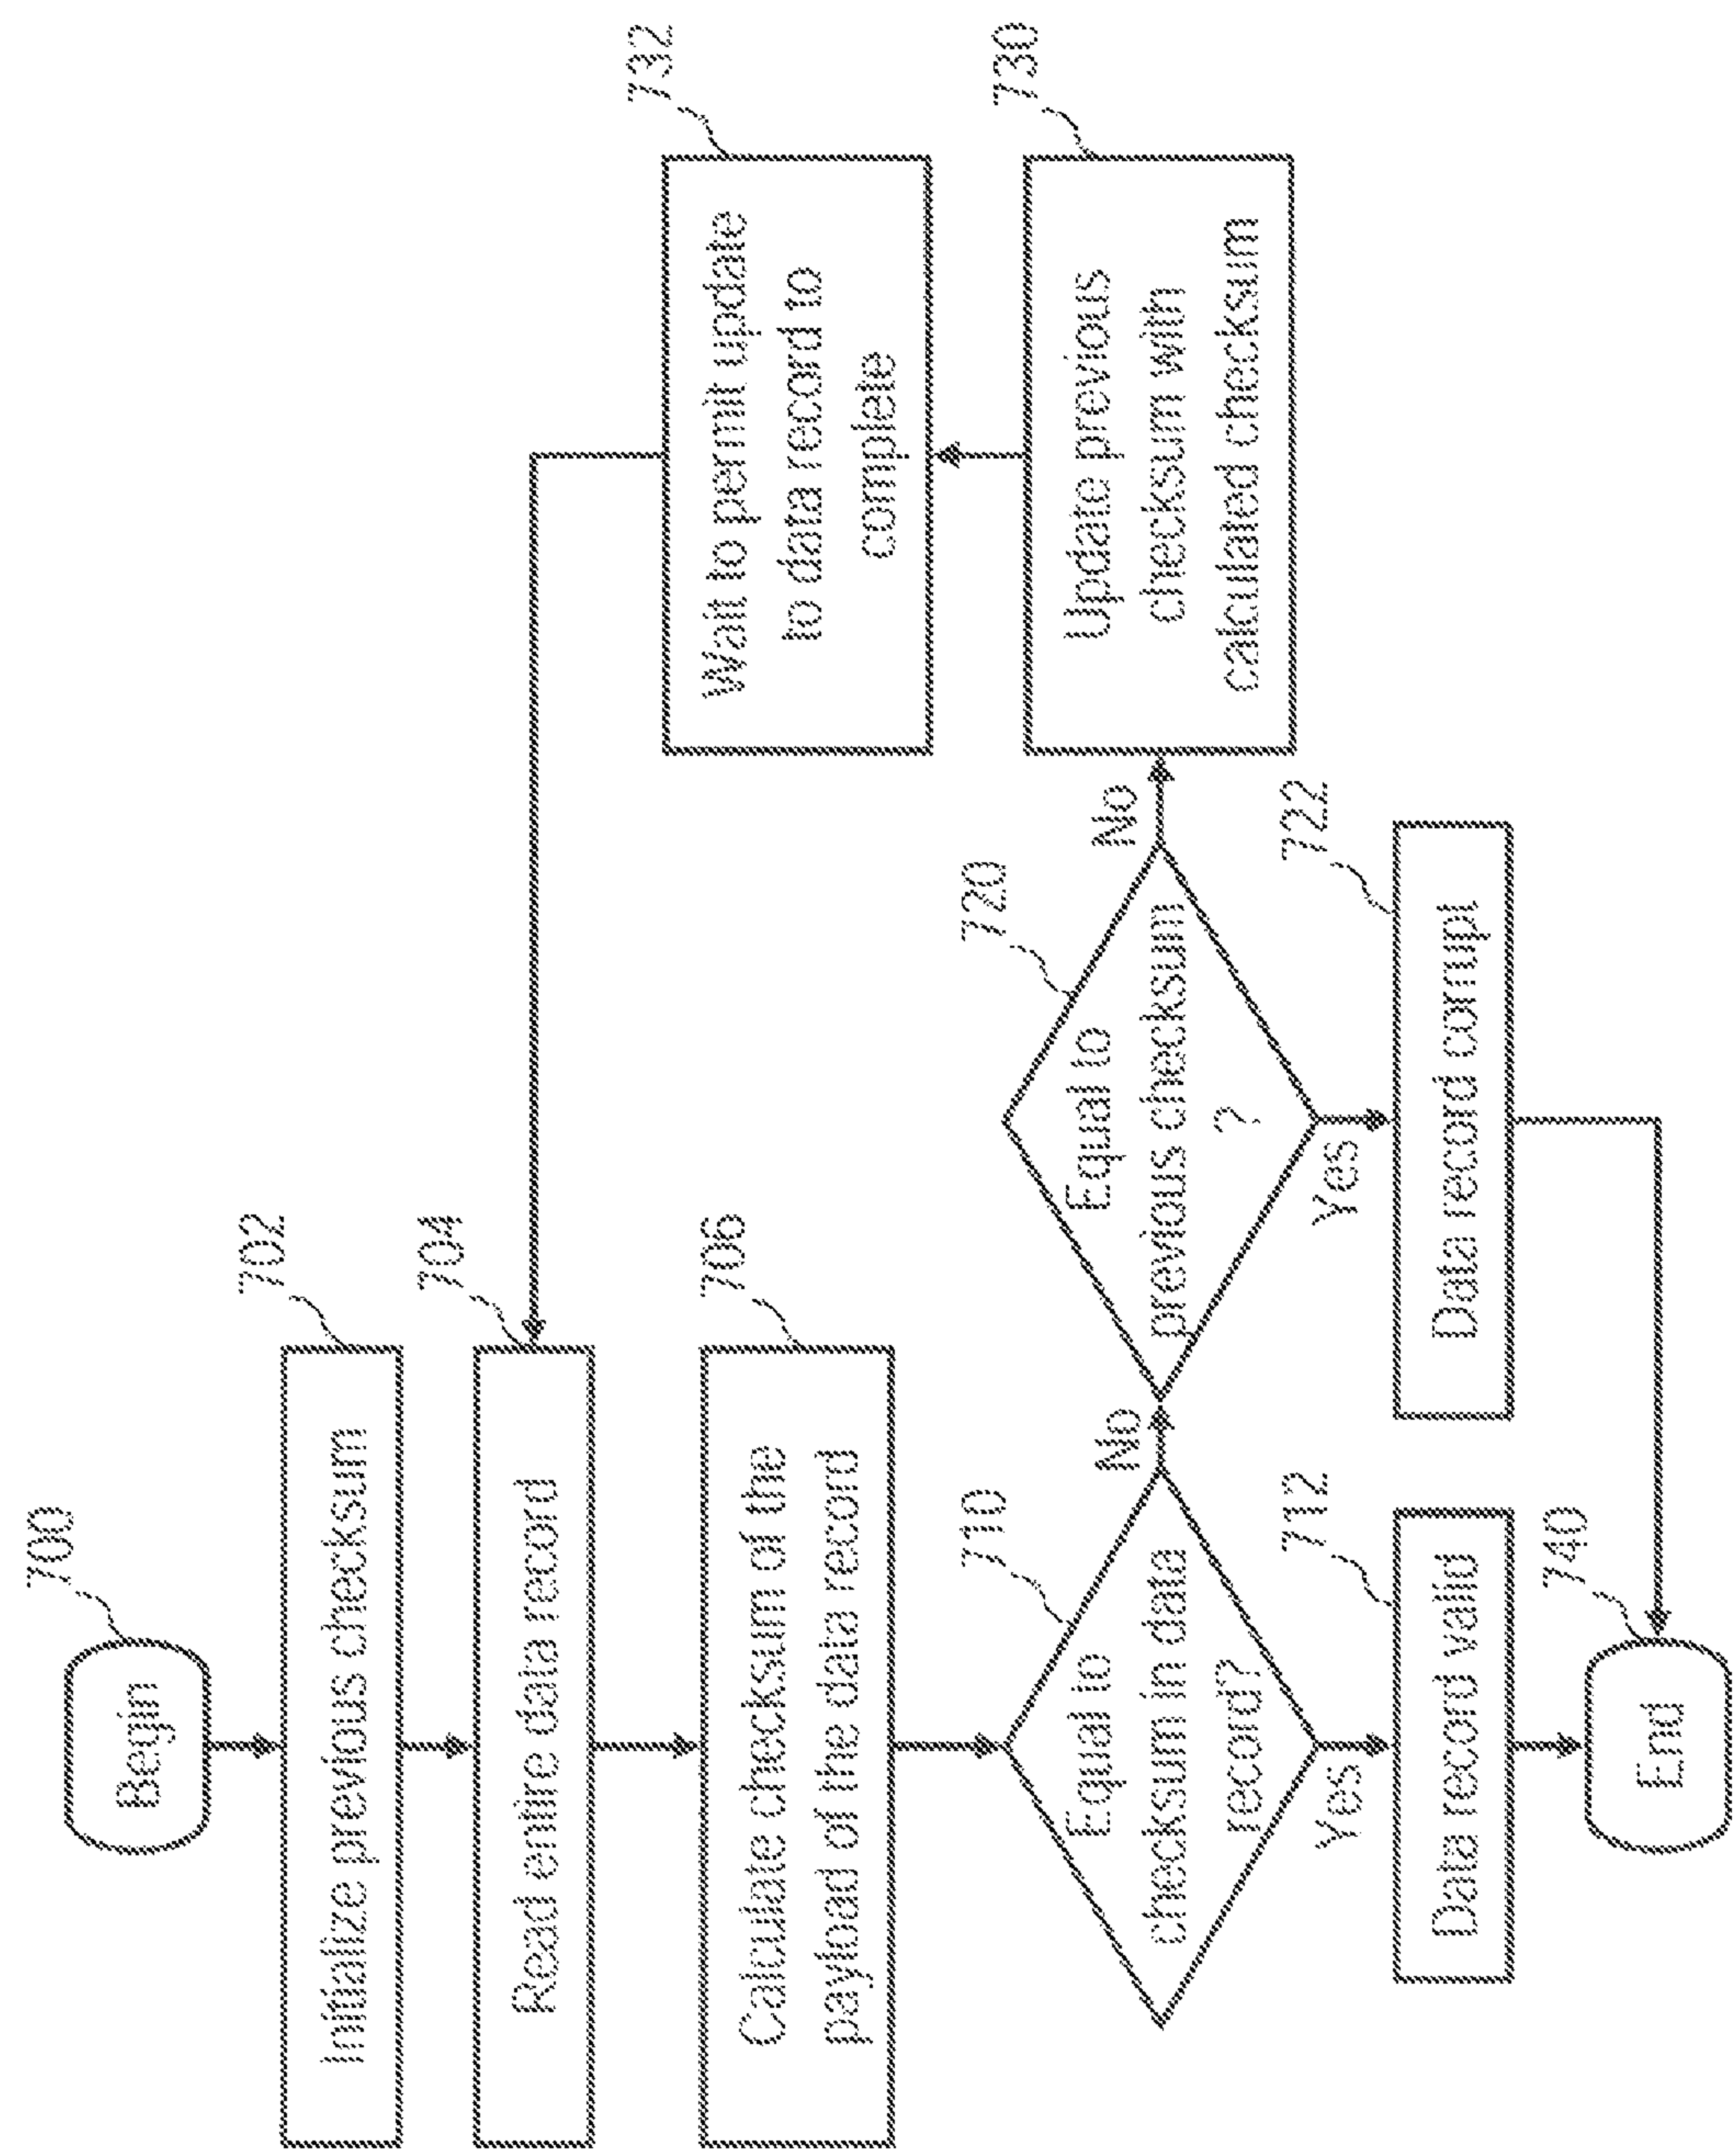 700
Begin
702
Initialize previous checksum
704
Read entire data record
706
Calculate checksum of the
payload of the data record
710
Equal to
checksum in data
record?
No
Yes
712
Data record valid
720
Equal to
previous checksum
?
No
Yes
722
Data record corrupt
730
Update previous
checksum with
calculated checksum
732
Wait to permit update
to data record to
complete
740
End